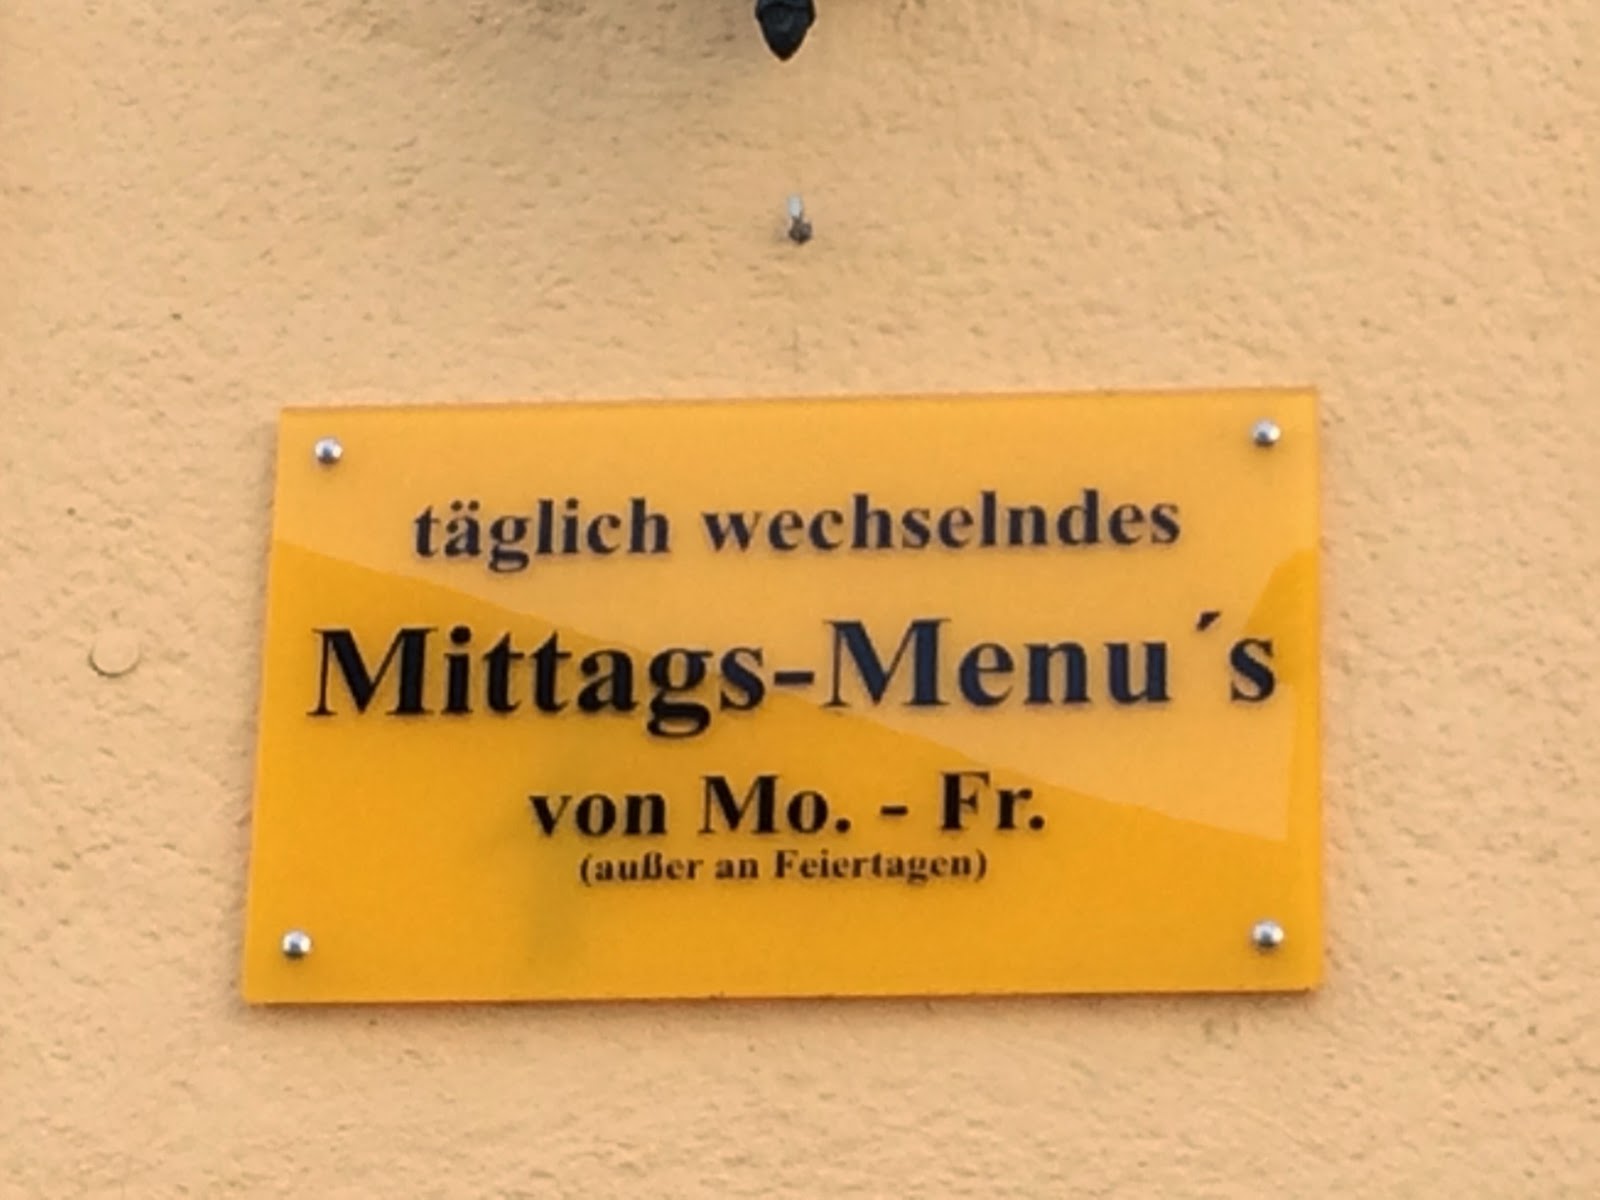 täglich wechselndes
Mittags-Menu´s
von Mo. - Fr.
(außer an Feiertagen)